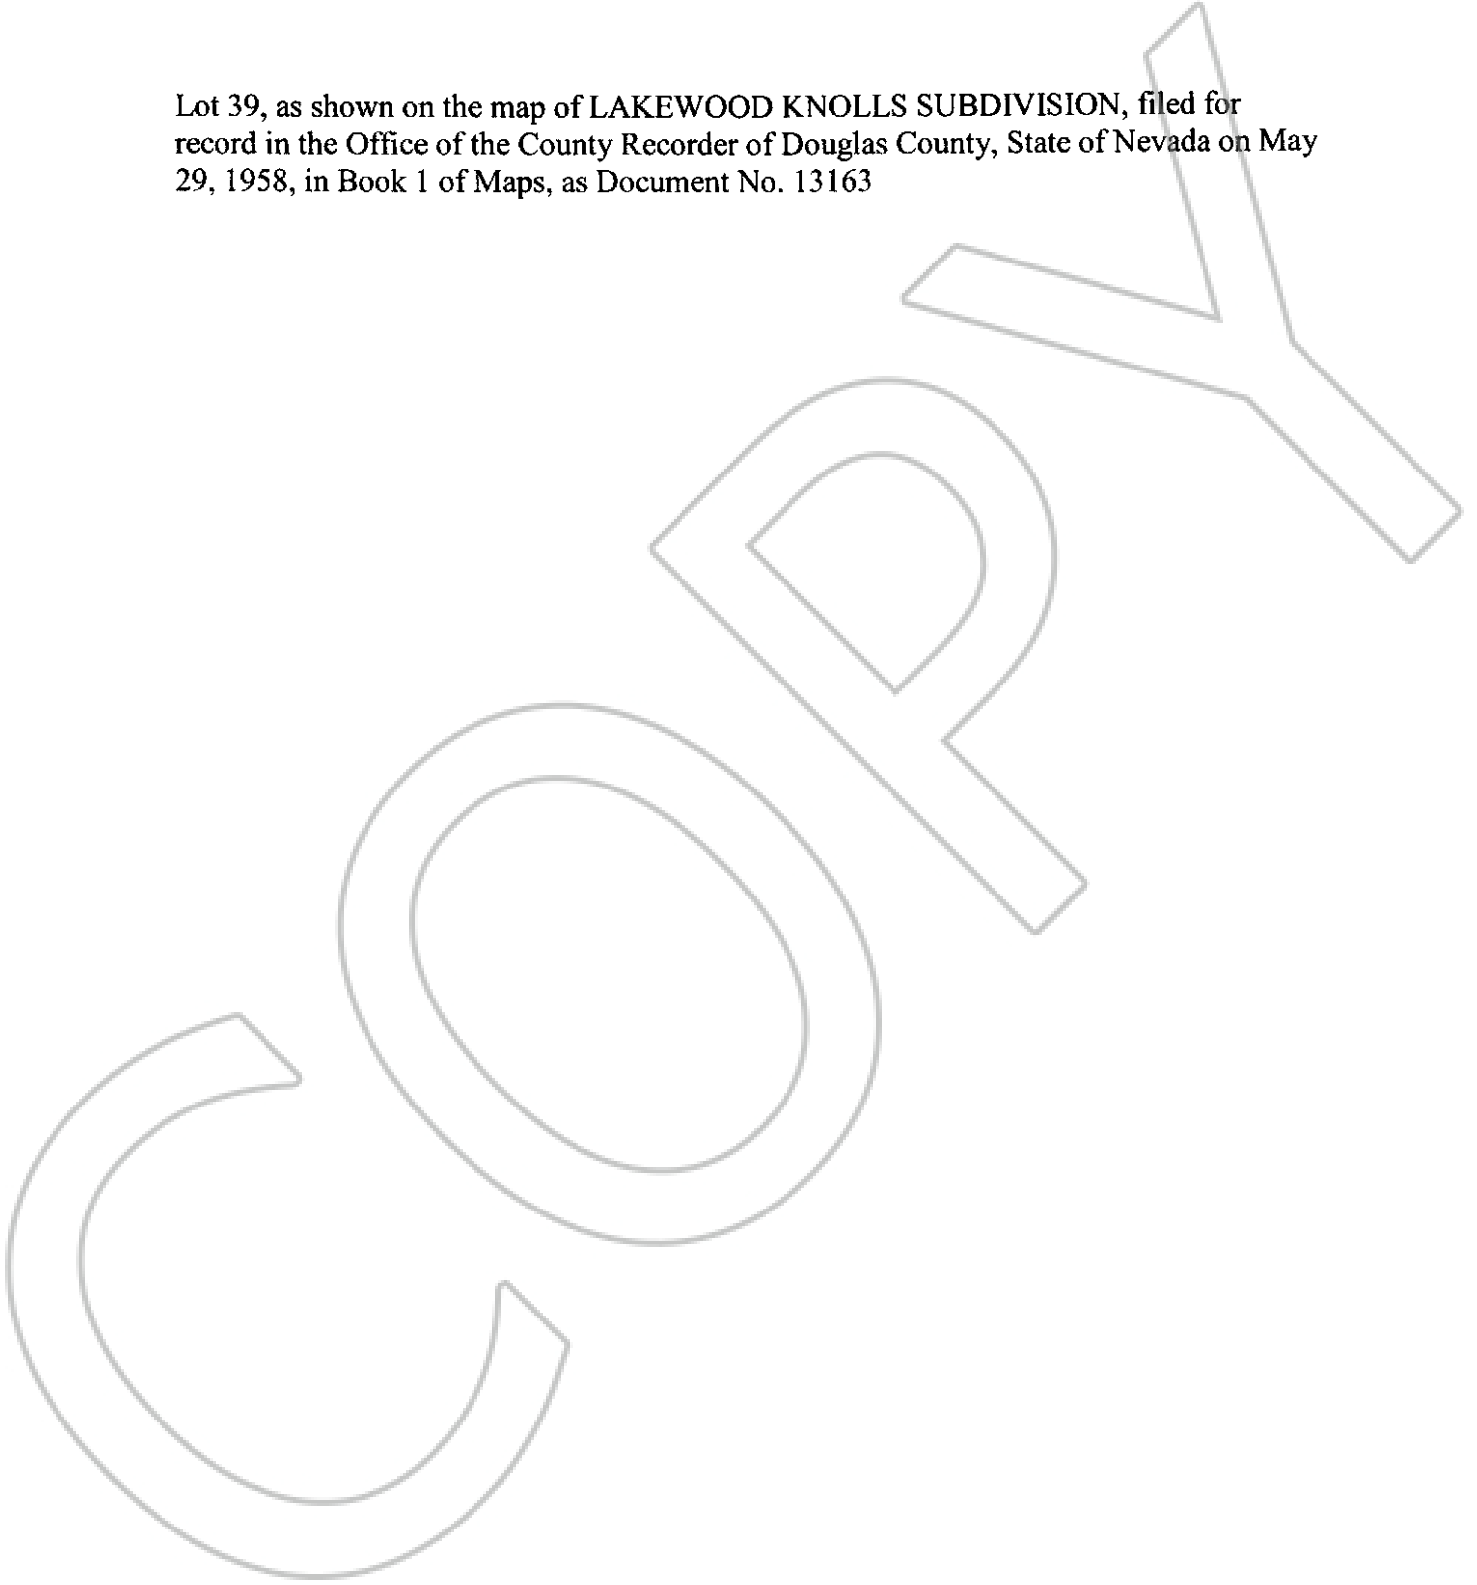 Lot 39, as shown on the map of LAKEWOOD KNOLLS SUBDIVISION, filed for
record in the Office of the County Recorder of Douglas County, State of Nevada on May
29, 1958, in Book 1 of Maps, as Document No. 13163
COPY